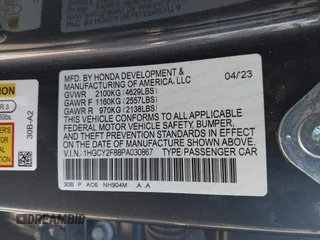 MFD. BY HONDA DEVELOPMENT &
MANUFACTURING OF AMERICA, LLC
04/23
GVWR 2100KG (4629LBS)
GAWR F 1160KG (2557LBS)
GAWR R 970KG (2138LBS)
THIS VEHICLE CONFORMS TO ALL APPLICABLE
FEDERAL MOTOR VEHICLE SAFETY, BUMPER,
AND THEFT PREVENTION STANDARDS IN EFFECT
ON THE DATE OF MANUFACTURE SHOWN ABOVE.
V.I.N.: 1HGCY2F88PA030867 TYPE PASSENGER CAR
30B P AC6 NH904M A A
30B-A2
DREAMBID